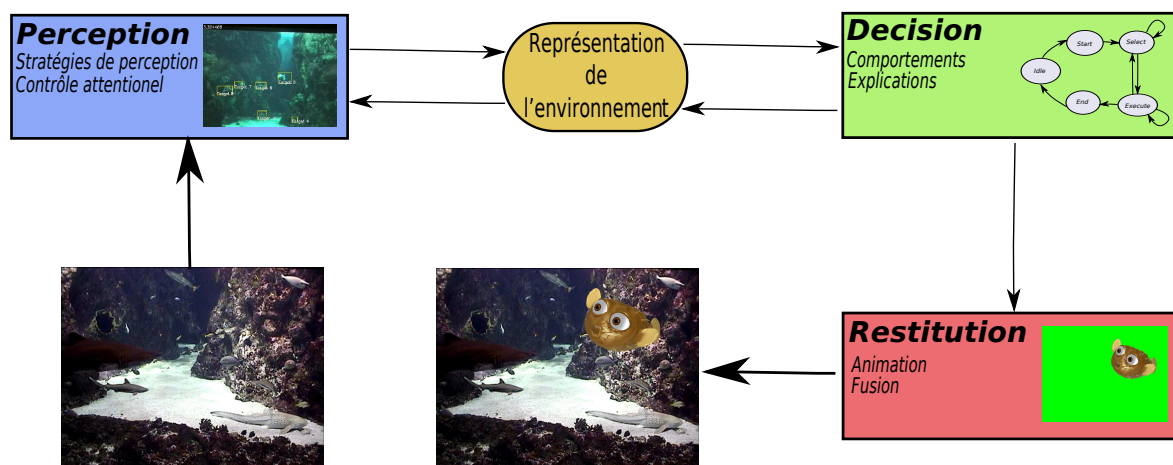 Perception
Stratégies de perception
Contrôle attentionel
Représentation
de
l'environnement
Decision
Comportements
Explications
Start
Select
Idle
End
Execute
Restitution
Animation
Fusion